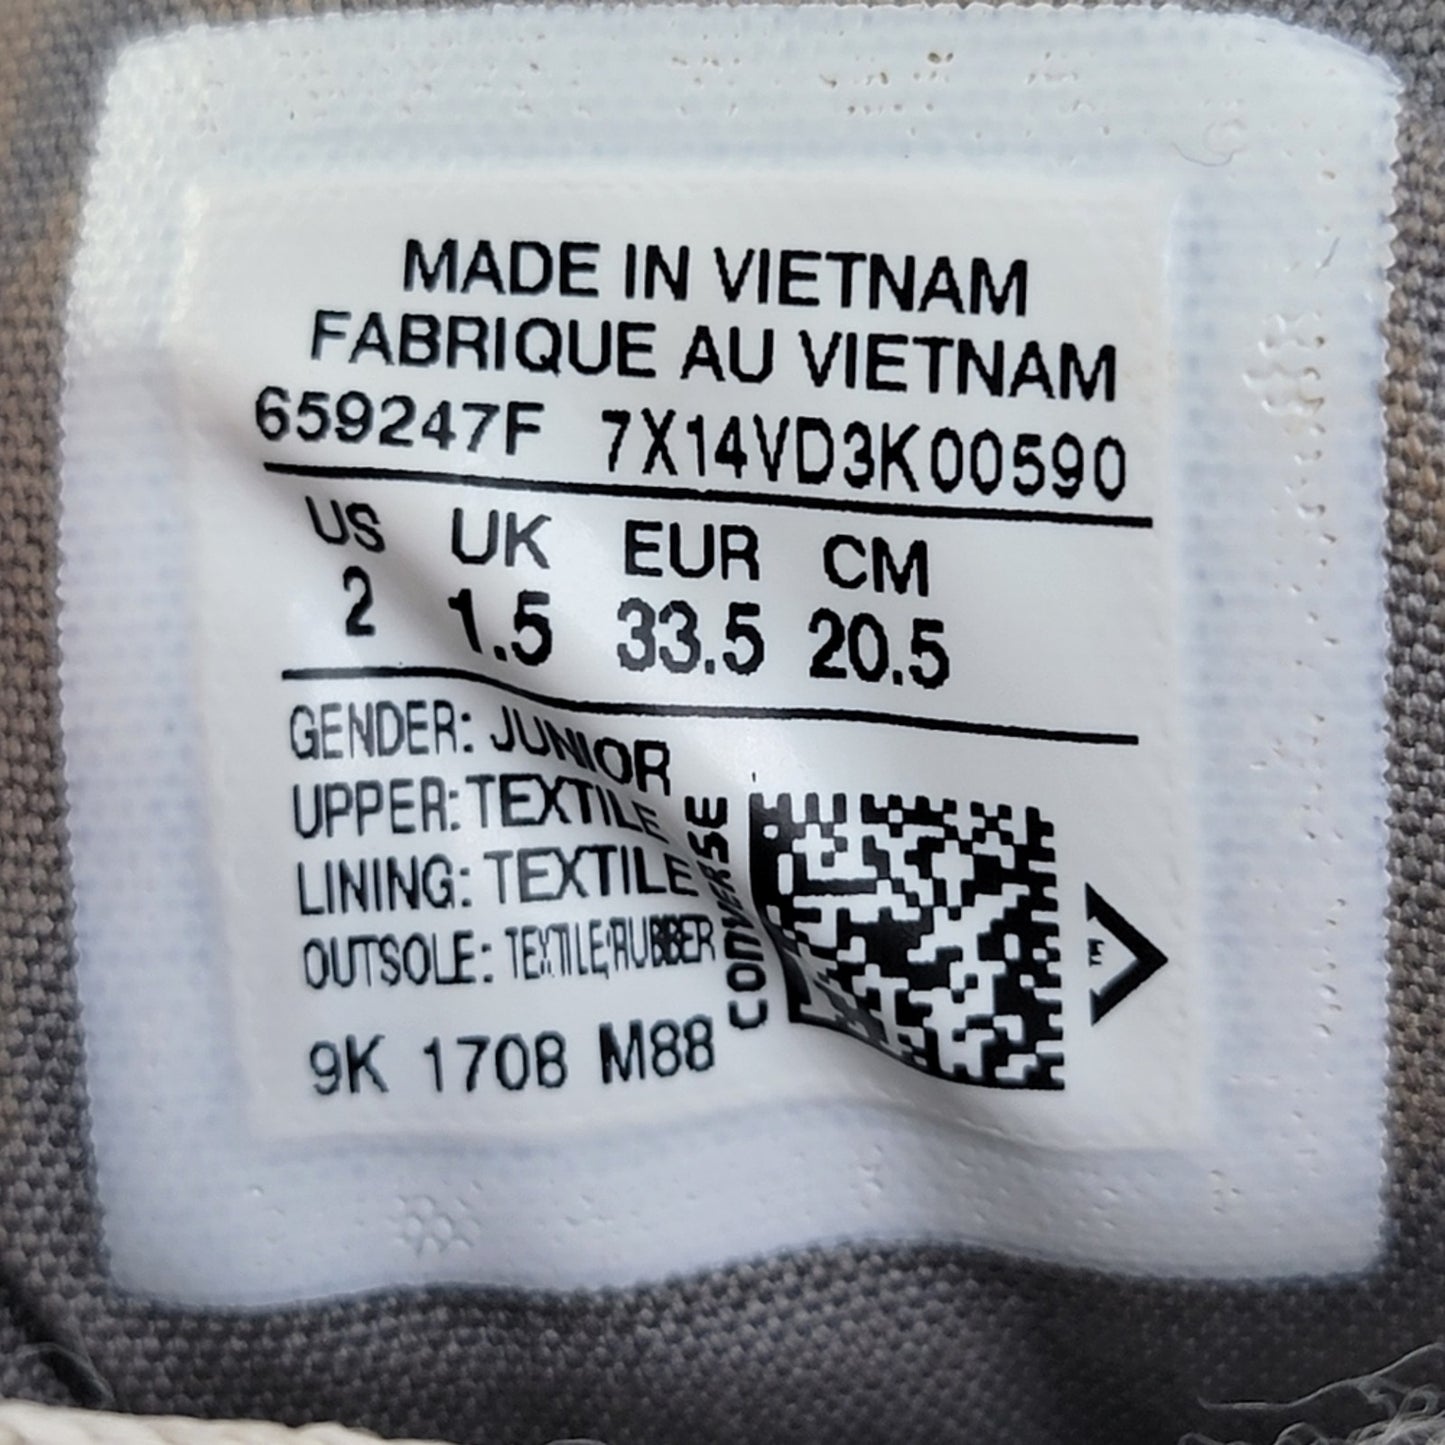 MADE IN VIETNAM
FABRIQUE AU VIETNAM
659247F 7X14VD3K00590
US UK EUR CM
2 1.5 33.5 20.5
GENDER: JUNIOR
UPPER: TEXTILE
LINING: TEXTILE
OUTSOLE: TEXTILE/RUBBER
9K 1708 M88
CONVERSE
E